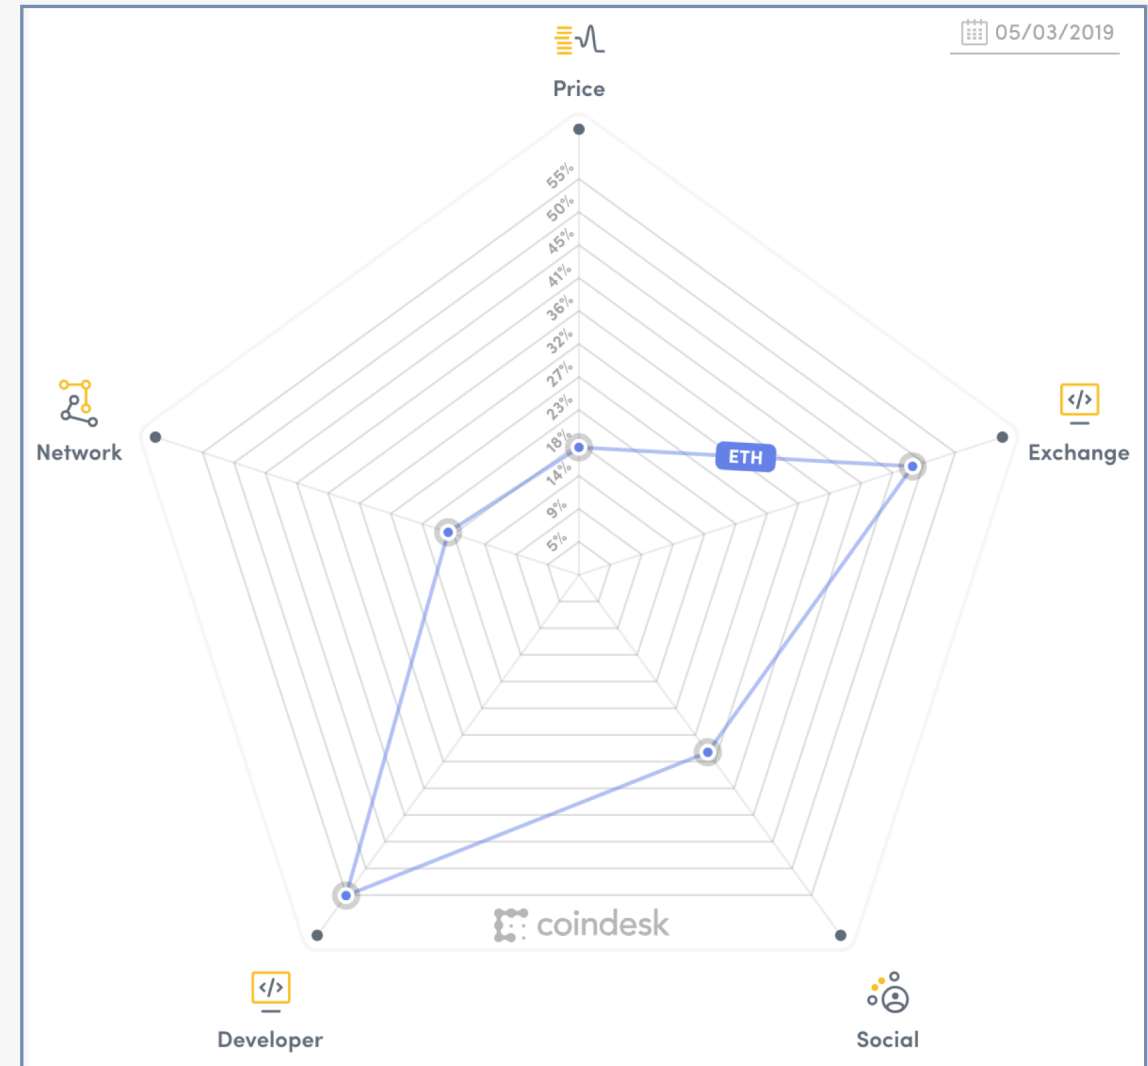 05/03/2019
Price
55%
50%
45%
41%
36%
32%
27%
23%
18%
14%
9%
5%
ETH
</>
Network
Exchange
coindesk
</>
Developer
Social